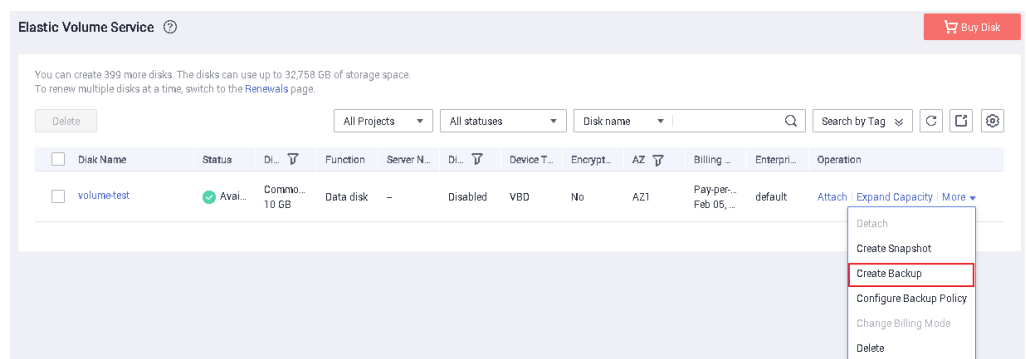 Elastic Volume Service
Buy Disk
You can create 399 more disks. The disks can use up to 32,758 GB of storage space.
To renew multiple disks at a time, switch to the Renewals page.
Delete All Projects All statuses Disk name Search by Tag
Disk Name Status Di... Function Server N... Di... Device T... Encrypt... AZ Billing ... Enterpri... Operation
volume-test Avai... Commo... 10 GB Data disk – Disabled VBD No AZ1 Pay-per-... Feb 05, ... default Attach Expand Capacity More
Detach
Create Snapshot
Create Backup
Configure Backup Policy
Change Billing Mode
Delete